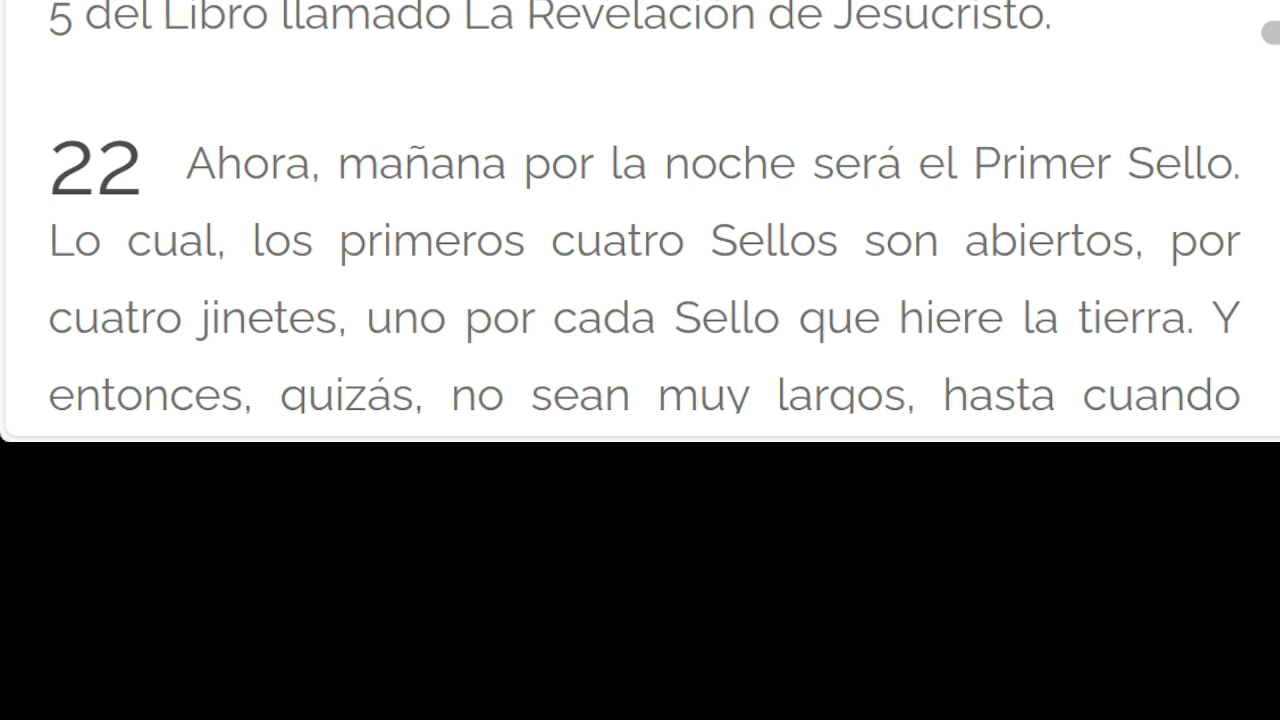 5 del Libro llamado La Revelación de Jesucristo.
22 Ahora, mañana por la noche será el Primer Sello.
Lo cual, los primeros cuatro Sellos son abiertos, por
cuatro jinetes, uno por cada Sello que hiere la tierra. Y
entonces, quizás, no sean muy largos, hasta cuando